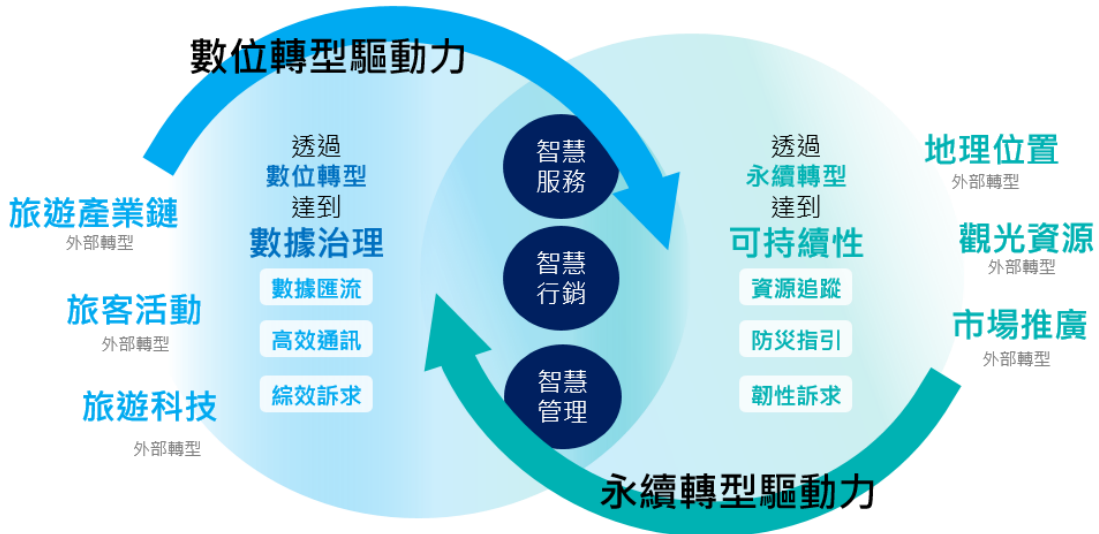 數位轉型驅動力
旅遊產業鏈
外部轉型
旅客活動
外部轉型
旅遊科技
外部轉型
透過
數位轉型
達到
數據治理
數據匯流
高效通訊
綜效訴求
智慧
服務
智慧
行銷
智慧
管理
透過
永續轉型
達到
可持續性
資源追蹤
防災指引
韌性訴求
地理位置
外部轉型
觀光資源
外部轉型
市場推廣
外部轉型
永續轉型驅動力